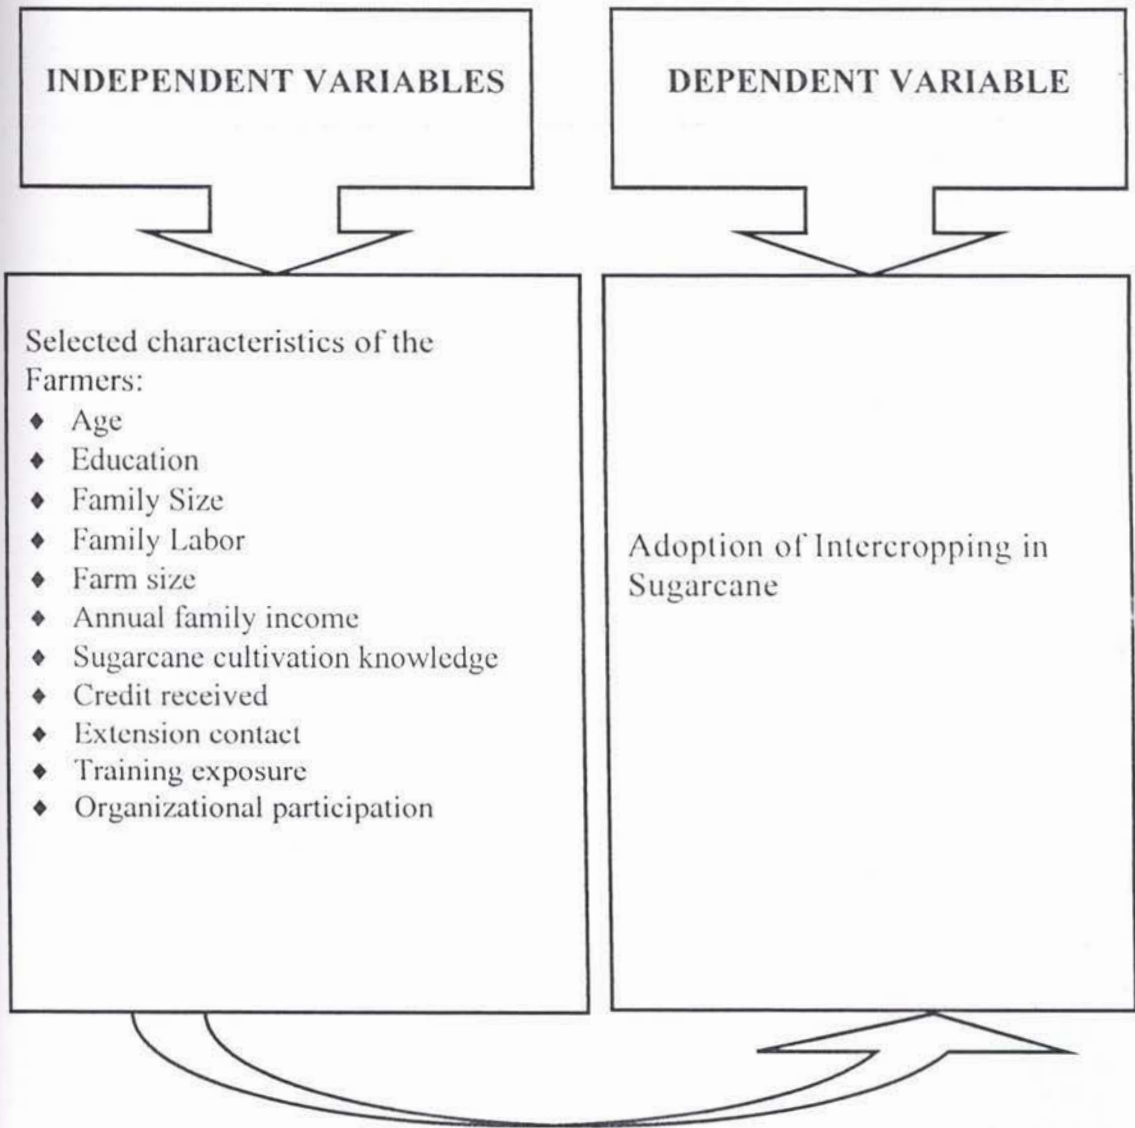 INDEPENDENT VARIABLES
DEPENDENT VARIABLE
Selected characteristics of the
Farmers:
♦ Age
♦ Education
♦ Family Size
♦ Family Labor
♦ Farm size
♦ Annual family income
♦ Sugarcane cultivation knowledge
♦ Credit received
♦ Extension contact
♦ Training exposure
♦ Organizational participation
Adoption of Intercropping in
Sugarcane